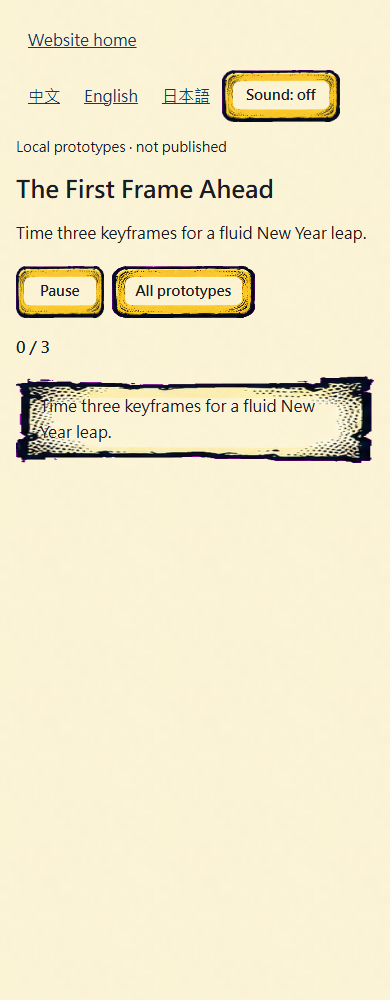 Website home
中文 English 日本語 Sound: off
Local prototypes · not published
The First Frame Ahead
Time three keyframes for a fluid New Year leap.
Pause All prototypes
0 / 3
Time three keyframes for a fluid New
Year leap.